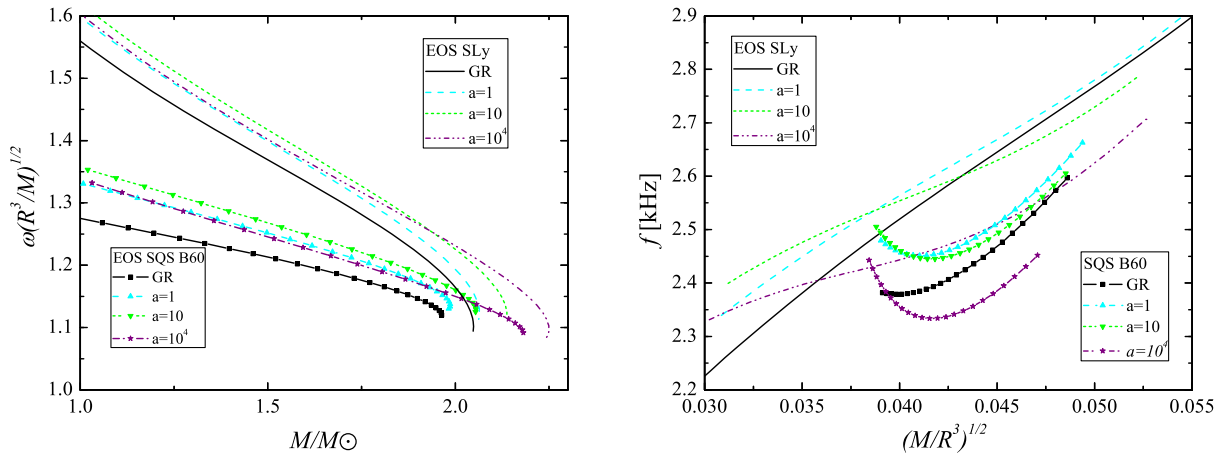 1.6
1.5
1.4
1.3
1.2
1.1
1.0
ω(R³/M)^1/2
EOS SLy
GR
a=1
a=10
a=10⁴
EOS SQS B60
GR
a=1
a=10
a=10⁴
1.0 1.5 2.0
M/M⊙
2.9
2.8
2.7
2.6
2.5
2.4
2.3
2.2
f [kHz]
EOS SLy
GR
a=1
a=10
a=10⁴
SQS B60
GR
a=1
a=10
a=10⁴
0.030 0.035 0.040 0.045 0.050 0.055
(M/R³)^1/2